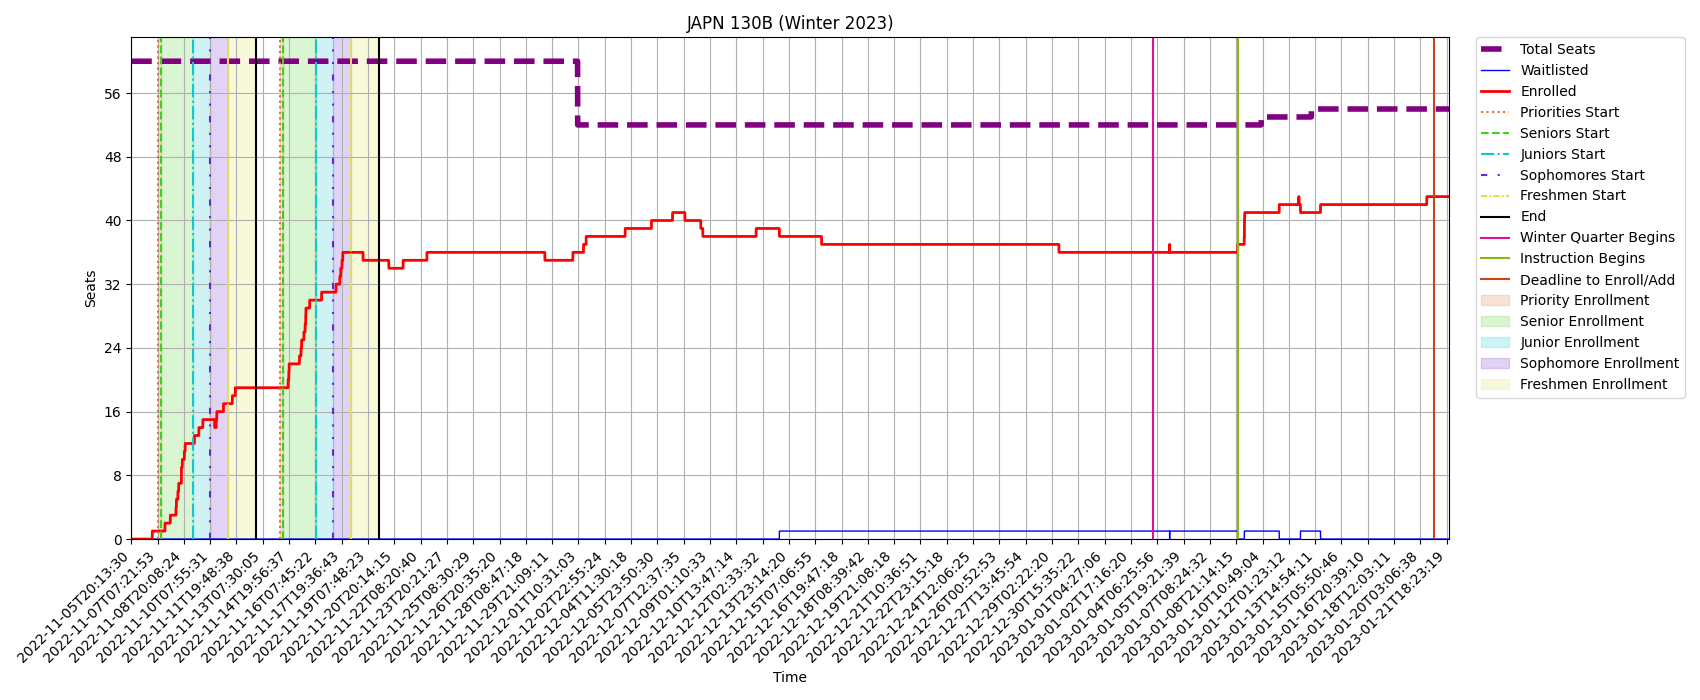 JAPN 130B (Winter 2023)
Seats
56
48
40
32
24
16
8
0
2022-11-05T20:13:30
2022-11-07T07:21:53
2022-11-08T20:08:24
2022-11-10T07:55:31
2022-11-11T19:48:38
2022-11-13T07:30:05
2022-11-14T19:56:37
2022-11-16T07:45:22
2022-11-17T19:36:43
2022-11-19T07:48:23
2022-11-20T20:14:15
2022-11-22T08:20:40
2022-11-23T20:21:27
2022-11-25T08:30:29
2022-11-26T20:35:20
2022-11-28T08:47:18
2022-11-29T21:09:11
2022-12-01T10:31:03
2022-12-02T22:55:24
2022-12-04T11:30:18
2022-12-05T23:50:30
2022-12-07T12:37:35
2022-12-09T01:10:33
2022-12-10T13:47:14
2022-12-12T02:33:32
2022-12-13T23:14:20
2022-12-15T07:06:55
2022-12-16T19:47:18
2022-12-18T08:39:42
2022-12-19T21:08:18
2022-12-21T10:36:51
2022-12-22T23:15:18
2022-12-24T12:06:25
2022-12-26T00:52:53
2022-12-27T13:45:54
2022-12-29T02:22:20
2022-12-30T15:35:22
2023-01-01T04:27:06
2023-01-02T17:16:20
2023-01-04T06:25:56
2023-01-05T19:21:39
2023-01-07T08:24:32
2023-01-08T21:14:15
2023-01-10T10:49:04
2023-01-12T01:23:12
2023-01-13T14:54:11
2023-01-15T05:50:46
2023-01-16T20:39:10
2023-01-18T12:03:11
2023-01-20T03:06:38
2023-01-21T18:23:19
Time
Total Seats
Waitlisted
Enrolled
Priorities Start
Seniors Start
Juniors Start
Sophomores Start
Freshmen Start
End
Winter Quarter Begins
Instruction Begins
Deadline to Enroll/Add
Priority Enrollment
Senior Enrollment
Junior Enrollment
Sophomore Enrollment
Freshmen Enrollment